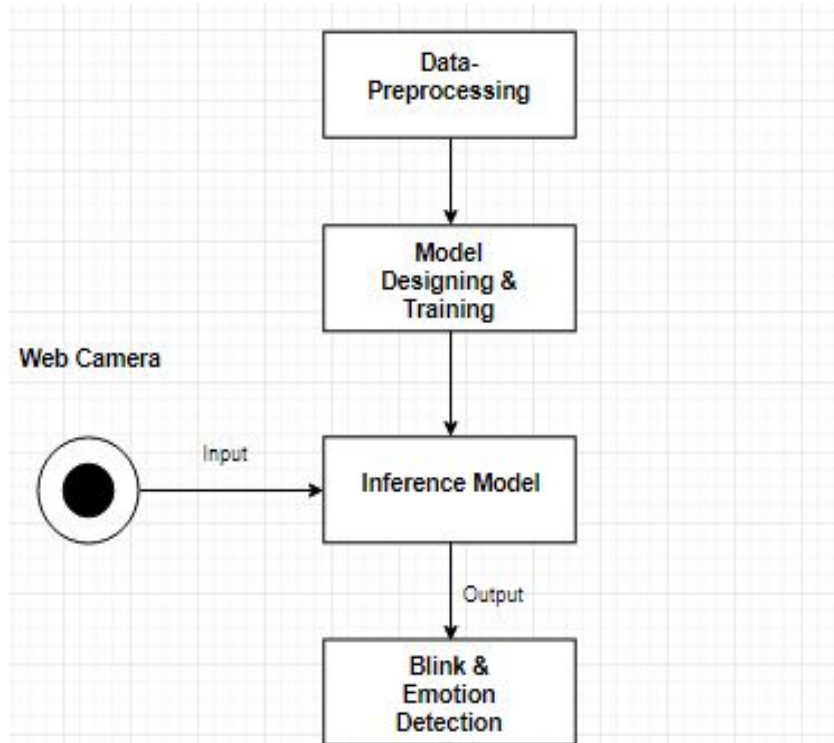 Data-
Preprocessing
Model
Designing &
Training
Web Camera
Input
Inference Model
Output
Blink &
Emotion
Detection